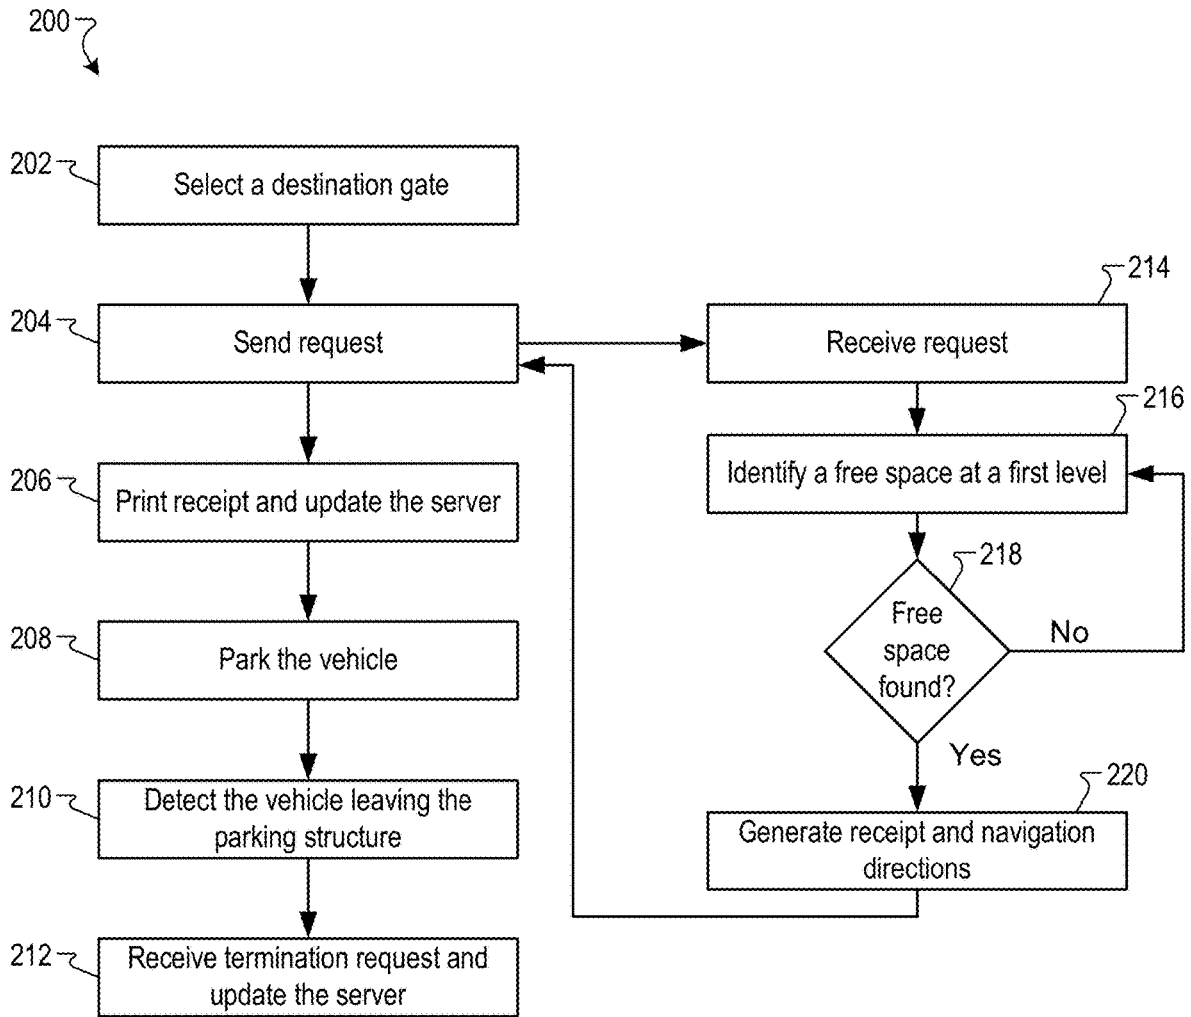 200
202
Select a destination gate
204
Send request
214
Receive request
216
Identify a free space at a first level
206
Print receipt and update the server
218
Free
space
found?
No
Yes
208
Park the vehicle
210
Detect the vehicle leaving the
parking structure
220
Generate receipt and navigation
directions
212
Receive termination request and
update the server